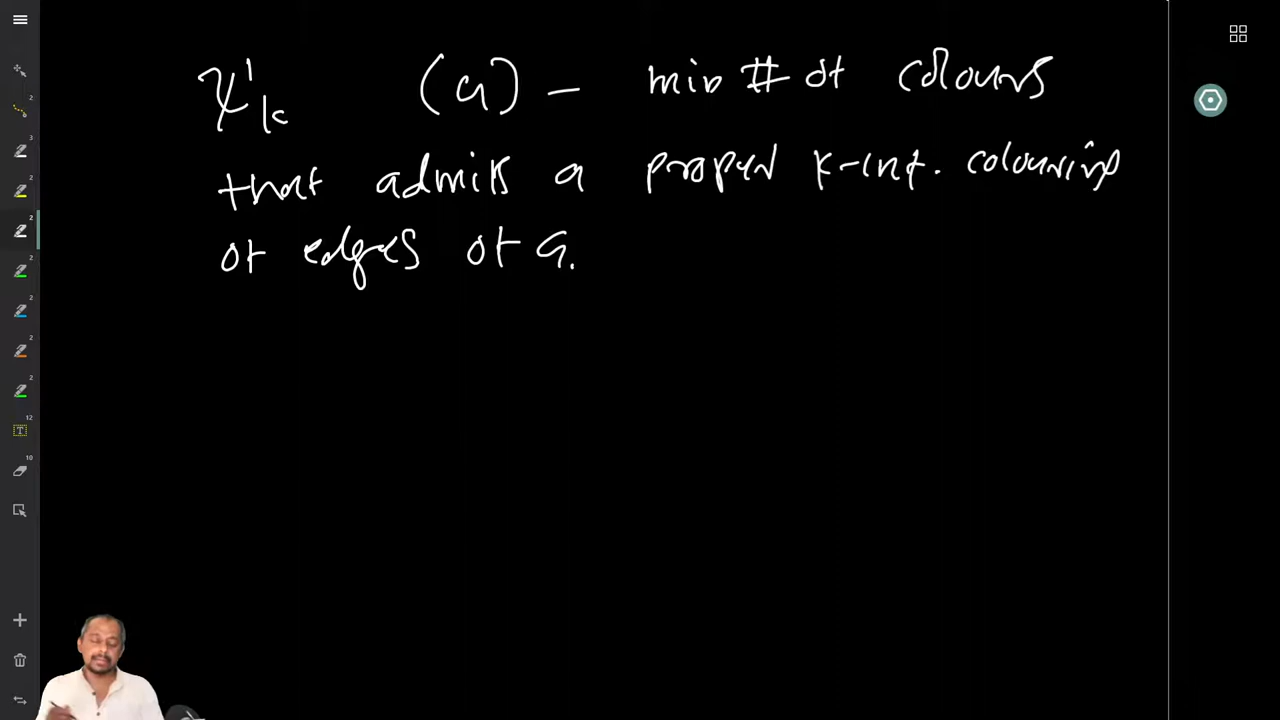 ψ'ₖ (G) – min # of colours
that admits a proper k-int. colouring
of edges of G.